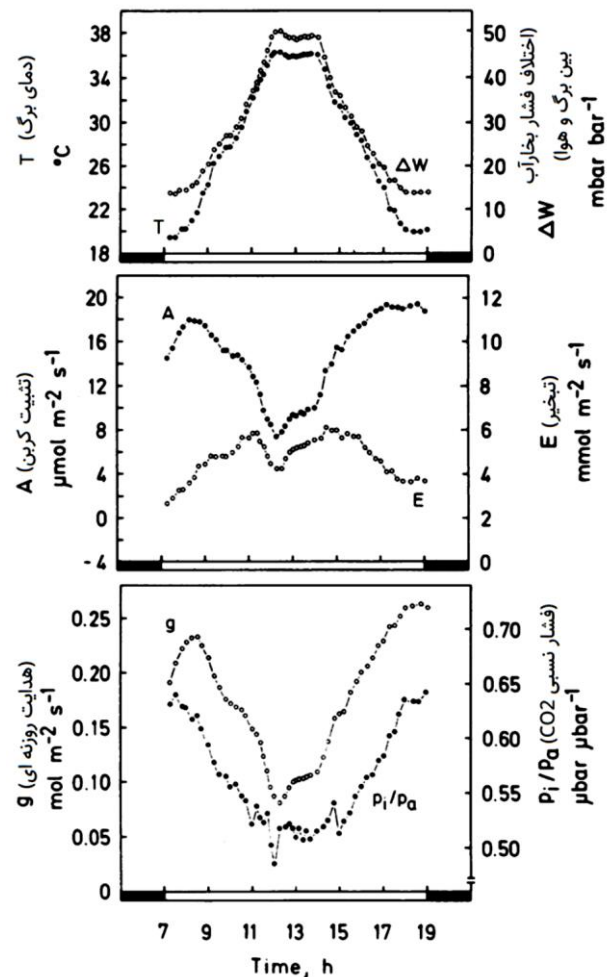 T (دمای برگ)
°C
38
34
30
26
22
18
T
ΔW
50
40
30
20
10
0
اختلاف فشار بخارآب
بین برگ و هوا)
ΔW
mbar bar⁻¹
A (تثبیت کربن)
μmol m⁻² s⁻¹
20
16
12
8
4
0
-4
A
E
12
10
8
6
4
2
0
E (تبخیر)
mmol m⁻² s⁻¹
g (هدایت روزنه ای)
mol m⁻² s⁻¹
0.25
0.20
0.15
0.10
0.05
0
g
pi/pa
0.70
0.65
0.60
0.55
0.50
pi/pa (فشار نسبی CO2)
μbar μbar⁻¹
7 9 11 13 15 17 19
Time, h